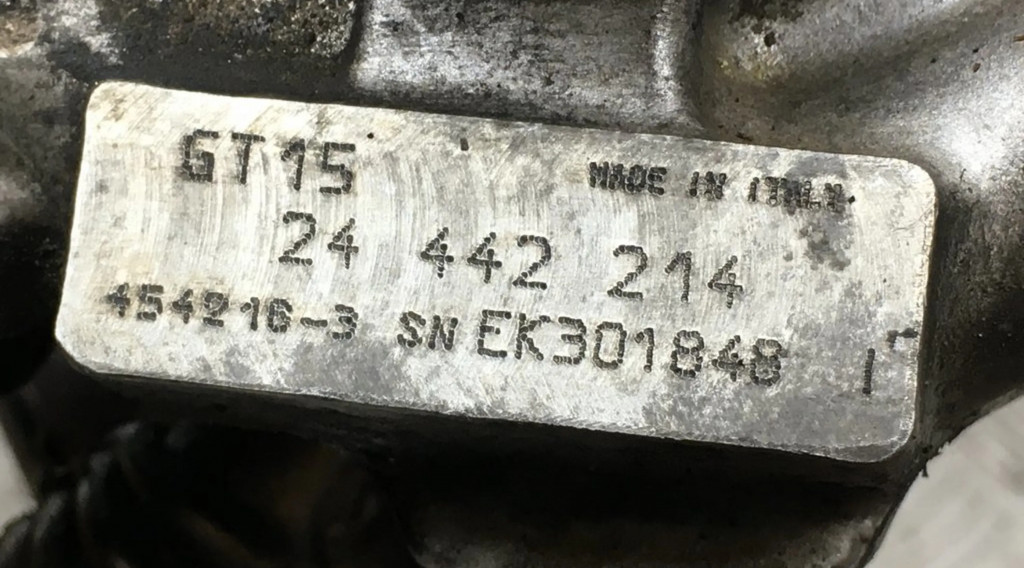 GT15 MADE IN ITALY
24 442 214
454216-3 SN EK301848